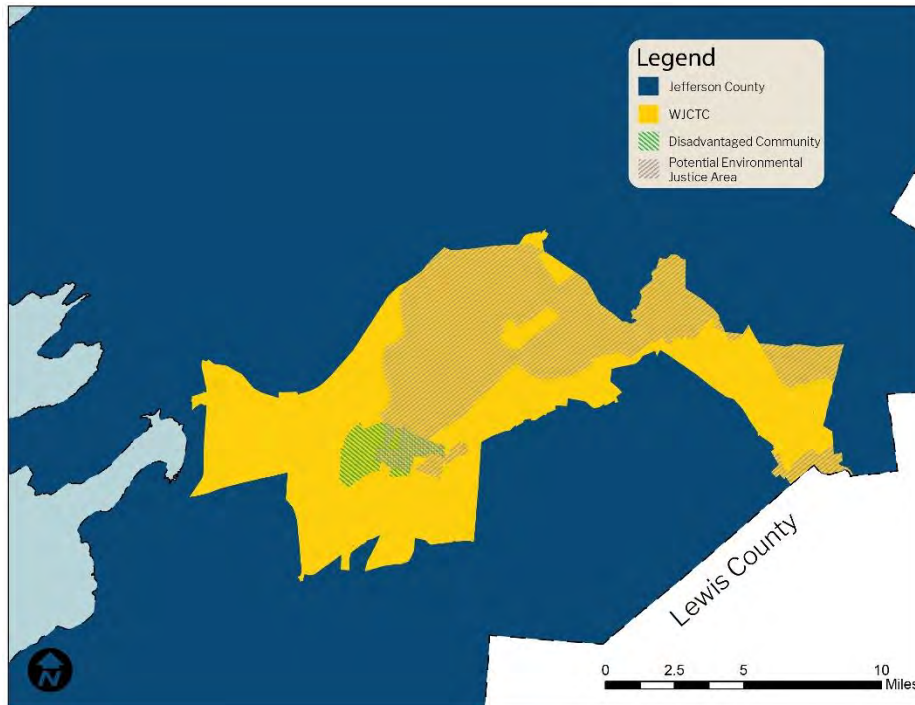 Legend
Jefferson County
WJCTC
Disadvantaged Community
Potential Environmental
Justice Area
Lewis County
N
0 2.5 5 10
Miles